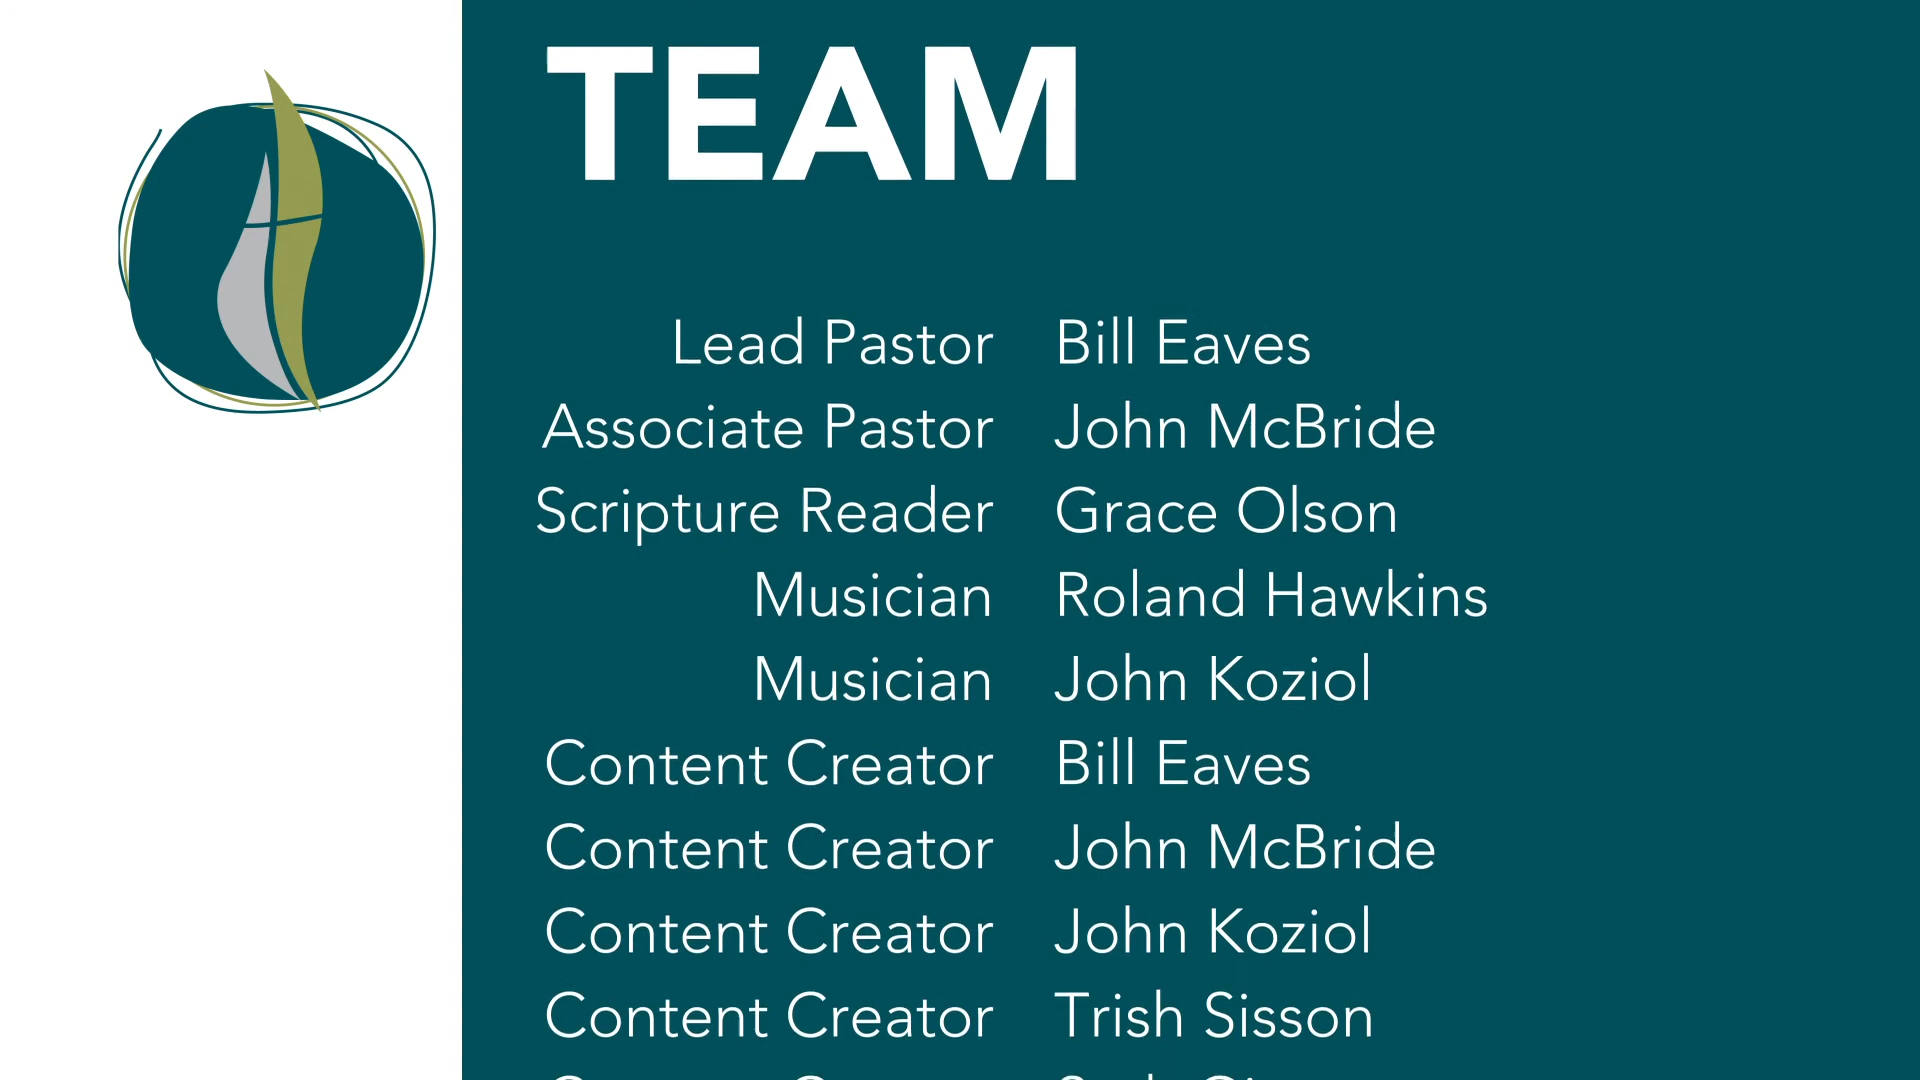 TEAM
Lead Pastor Bill Eaves
Associate Pastor John McBride
Scripture Reader Grace Olson
Musician Roland Hawkins
Musician John Koziol
Content Creator Bill Eaves
Content Creator John McBride
Content Creator John Koziol
Content Creator Trish Sisson